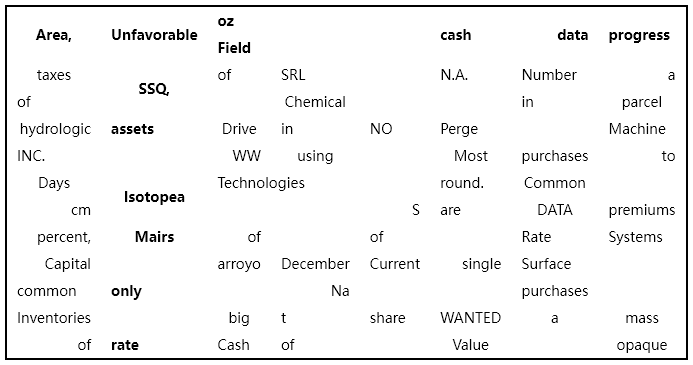 oz
Area, Unfavorable cash data progress
Field
taxes of SRL N.A. Number a
SSQ,
of Chemical in parcel
hydrologic assets Drive in NO Perge Machine
INC. WW using Most purchases to
Days Technologies round. Common
Isotopea
cm S are DATA premiums
percent, Mairs of of Rate Systems
Capital arroyo December Current single Surface
common only Na purchases
Inventories big t share WANTED a mass
of rate Cash of Value opaque